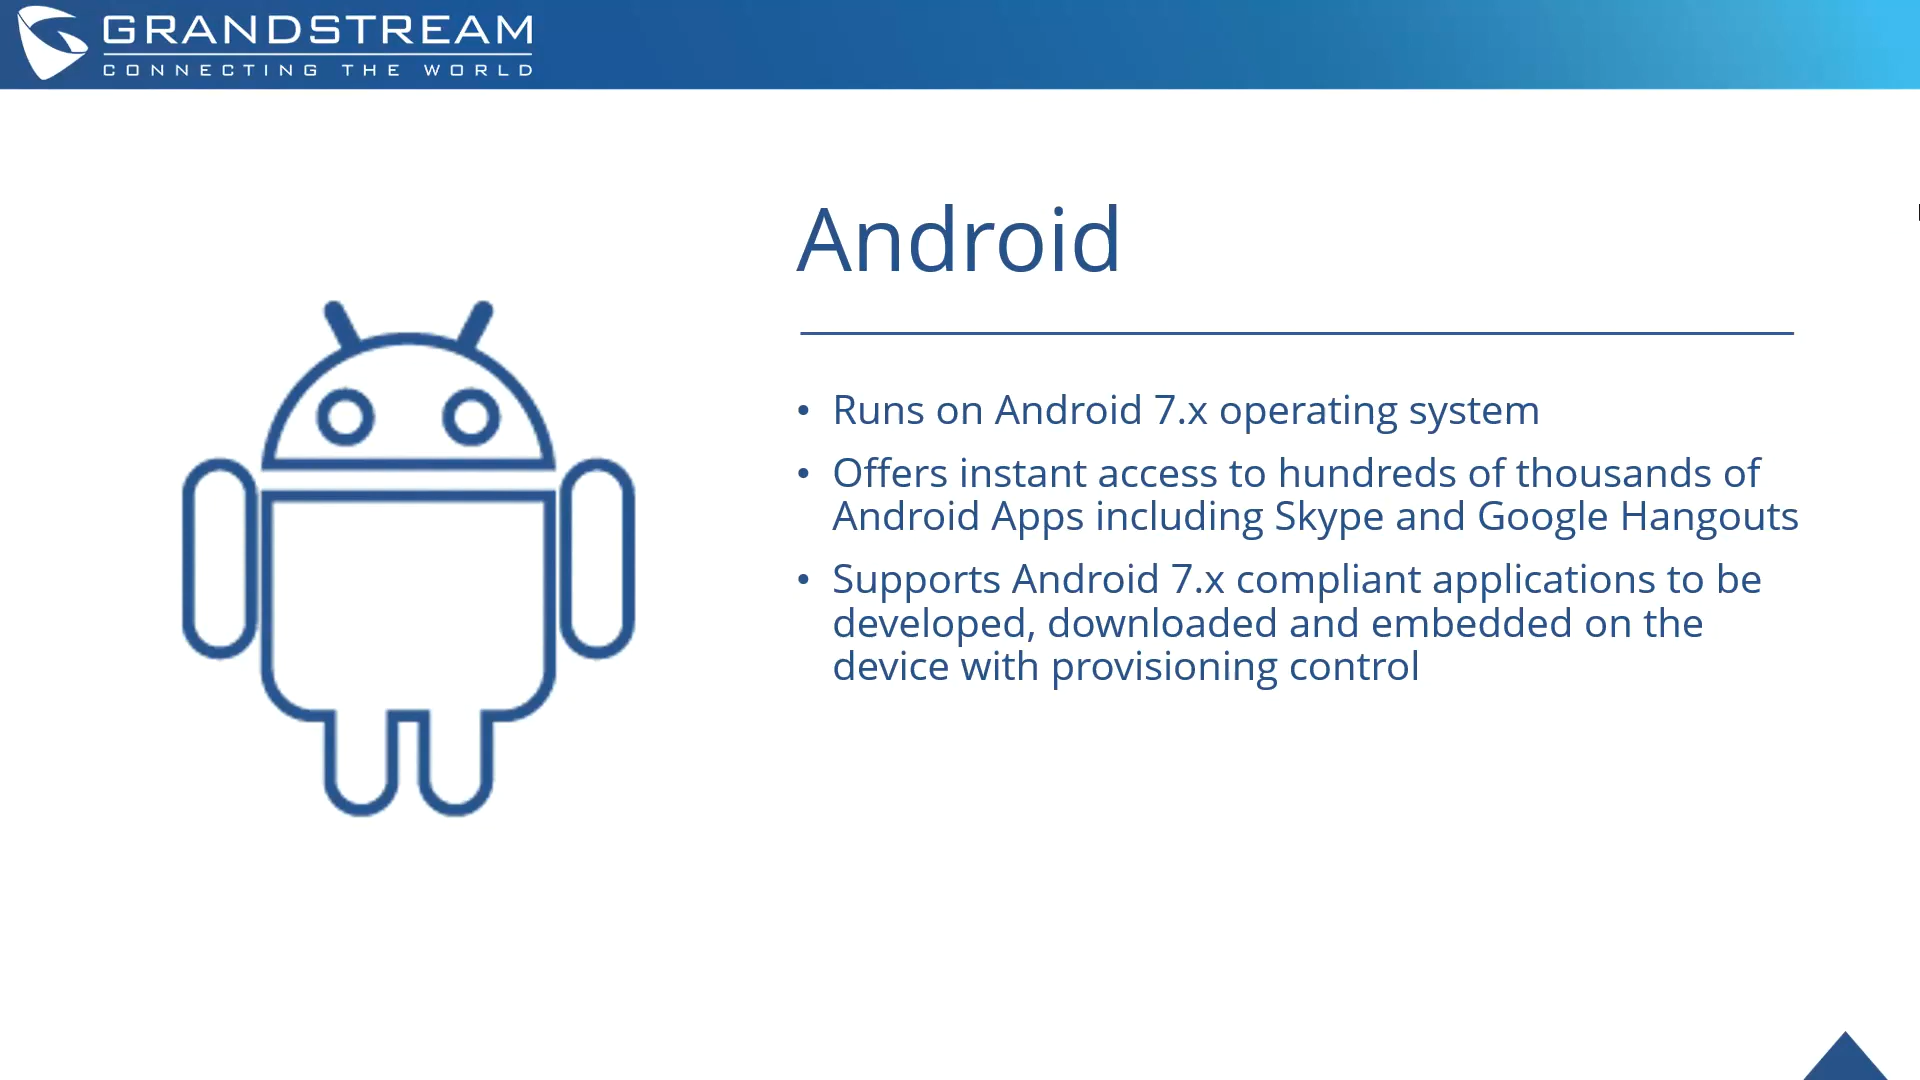 GRANDSTREAM
CONNECTING THE WORLD
Android
• Runs on Android 7.x operating system
• Offers instant access to hundreds of thousands of
Android Apps including Skype and Google Hangouts
• Supports Android 7.x compliant applications to be
developed, downloaded and embedded on the
device with provisioning control